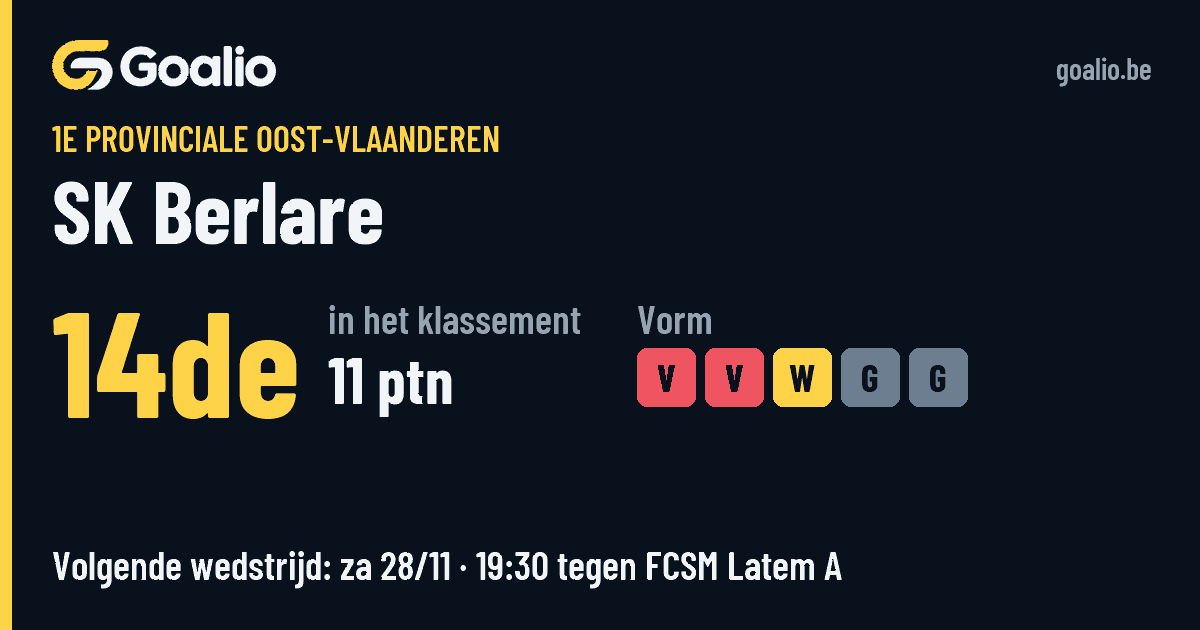 Goalio
goalio.be
1E PROVINCIALE OOST-VLAANDEREN
SK Berlare
14de
in het klassement
11 ptn
Vorm
V V W G G
Volgende wedstrijd: za 28/11 · 19:30 tegen FCSM Latem A